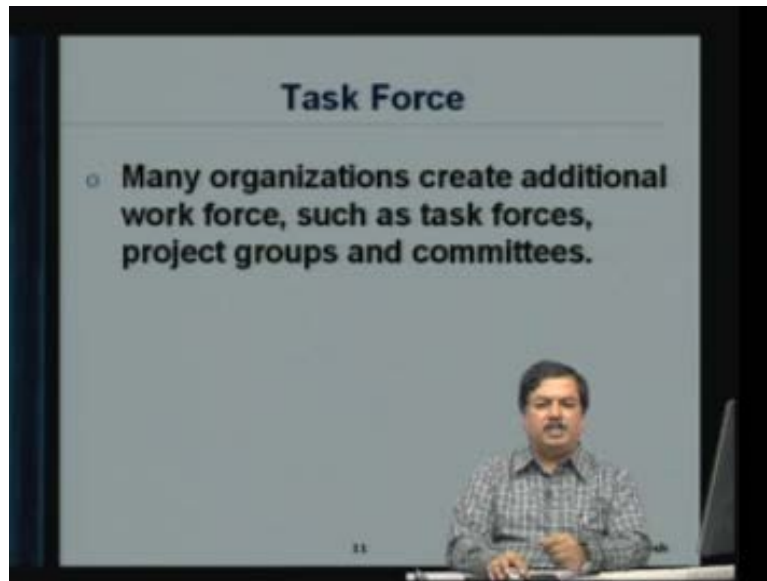 Task Force
o Many organizations create additional
work force, such as task forces,
project groups and committees.
11